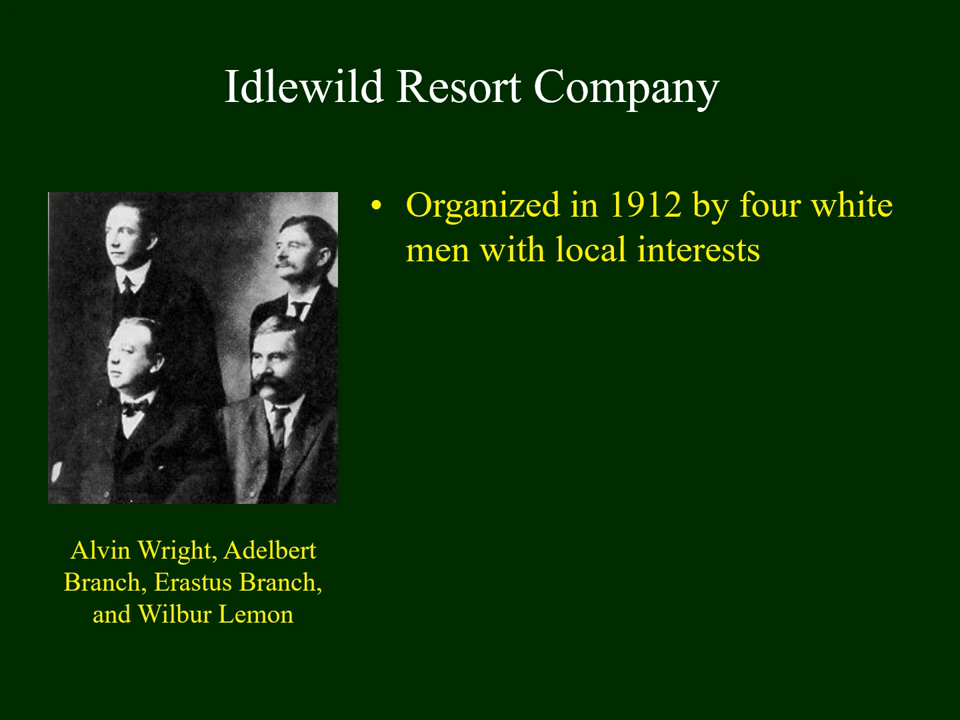 Idlewild Resort Company
• Organized in 1912 by four white
men with local interests
Alvin Wright, Adelbert
Branch, Erastus Branch,
and Wilbur Lemon